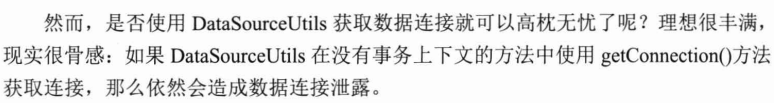 然而，是否使用 DataSourceUtils 获取数据连接就可以高枕无忧了呢？理想很丰满，
现实很骨感：如果 DataSourceUtils 在没有事务上下文的方法中使用 getConnection()方法
获取连接，那么依然会造成数据连接泄露。